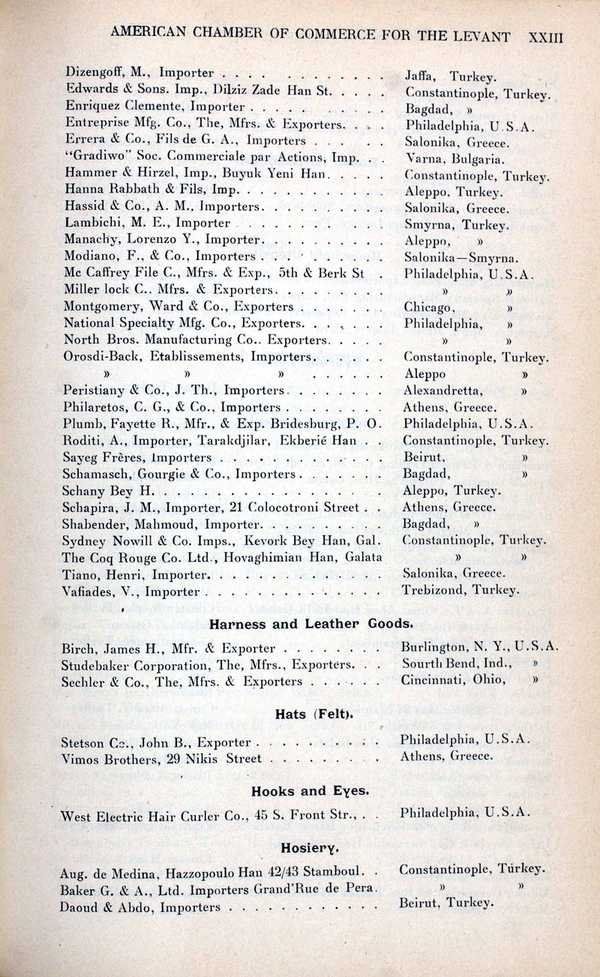 AMERICAN CHAMBER OF COMMERCE FOR THE LEVANT XXIII
Dizengoff, M., Importer . . . . . . . . . . . . Jaffa, Turkey.
Edwards & Sons. Imp., Dilziz Zade Han St. . . . . Constantinople, Turkey.
Enriquez Clemente, Importer . . . . . . . . . . Bagdad, »
Entreprise Mfg. Co., The, Mfrs. & Exporters. . . . Philadelphia, U.S.A.
Errera & Co., Fils de G. A., Importers . . . . . Salonika, Greece.
"Gradiwo" Soc. Commerciale par Actions, Imp. . . Varna, Bulgaria.
Hammer & Hirzel, Imp., Buyuk Yeni Han. . . . . Constantinople, Turkey.
Hanna Rabbath & Fils, Imp. . . . . . . . . . . . Aleppo, Turkey.
Hassid & Co., A. M., Importers. . . . . . . . . Salonika, Greece.
Lambichi, M. E., Importer . . . . . . . . . . . Smyrna, Turkey.
Manachy, Lorenzo Y., Importer. . . . . . . . . Aleppo, »
Modiano, F., & Co., Importers . . . . . . . . . Salonika—Smyrna.
Mc Caffrey File C., Mfrs. & Exp., 5th & Berk St . Philadelphia, U.S.A.
Miller lock C.. Mfrs. & Exporters. . . . . . . . » »
Montgomery, Ward & Co., Exporters . . . . . . . Chicago, »
National Specialty Mfg. Co., Exporters. . . . . . Philadelphia, »
North Bros. Manufacturing Co.. Exporters. . . . . » »
Orosdi-Back, Etablissements, Importers. . . . . . Constantinople, Turkey.
» » » . . . . . . Aleppo »
Peristiany & Co., J. Th., Importers. . . . . . . . Alexandretta, »
Philaretos, C. G., & Co., Importers . . . . . . . Athens, Greece.
Plumb, Fayette R., Mfr., & Exp. Bridesburg, P. O. Philadelphia, U.S.A.
Roditi, A., Importer, Tarakdjilar, Ekberié Han . . Constantinople, Turkey.
Sayeg Frères, Importers . . . . . . . . . . . . Beirut, »
Schamasch, Gourgie & Co., Importers . . . . . . . Bagdad, »
Schany Bey H. . . . . . . . . . . . . . . . . . Aleppo, Turkey.
Schapira, J. M., Importer, 21 Colocotroni Street . . Athens, Greece.
Shabender, Mahmoud, Importer. . . . . . . . . . Bagdad, »
Sydney Nowill & Co. Imps., Kevork Bey Han, Gal. Constantinople, Turkey.
The Coq Rouge Co. Ltd., Hovaghimian Han, Galata » »
Tiano, Henri, Importer. . . . . . . . . . . . . Salonika, Greece.
Vafiades, V., Importer . . . . . . . . . . . . . Trebizond, Turkey.
Harness and Leather Goods.
Birch, James H., Mfr. & Exporter . . . . . . . Burlington, N. Y., U.S.A.
Studebaker Corporation, The, Mfrs., Exporters. . . Sourth Bend, Ind., »
Sechler & Co., The, Mfrs. & Exporters . . . . . . Cincinnati, Ohio, »
Hats (Felt).
Stetson Co., John B., Exporter . . . . . . . . . Philadelphia, U.S.A.
Vimos Brothers, 29 Nikis Street . . . . . . . . . Athens, Greece.
Hooks and Eyes.
West Electric Hair Curler Co., 45 S. Front Str., . . Philadelphia, U.S.A.
Hosiery.
Aug. de Medina, Hazzopoulo Han 42/43 Stamboul. . Constantinople, Turkey.
Baker G. & A., Ltd. Importers Grand'Rue de Pera. » »
Daoud & Abdo, Importers . . . . . . . . . . . . Beirut, Turkey.